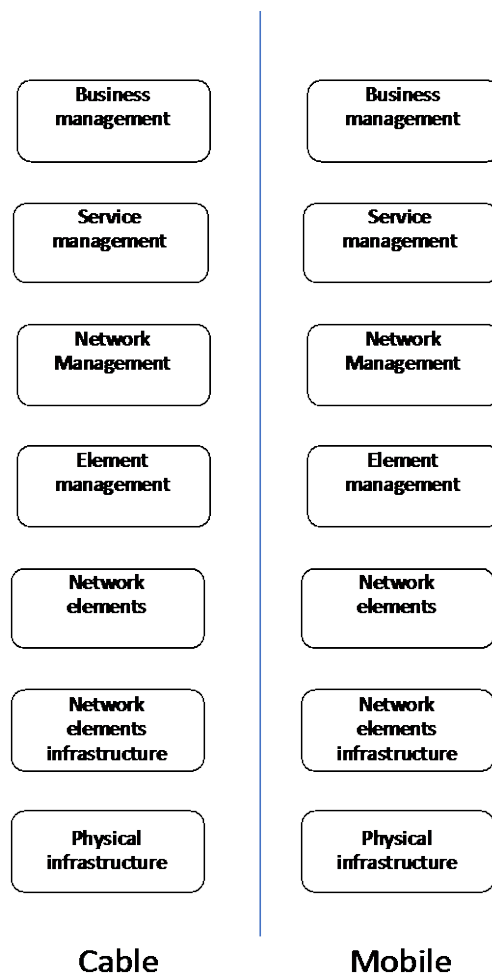 Business
management
Service
management
Network
Management
Element
management
Network
elements
Network
elements
infrastructure
Physical
infrastructure
Cable
Business
management
Service
management
Network
Management
Element
management
Network
elements
Network
elements
infrastructure
Physical
infrastructure
Mobile